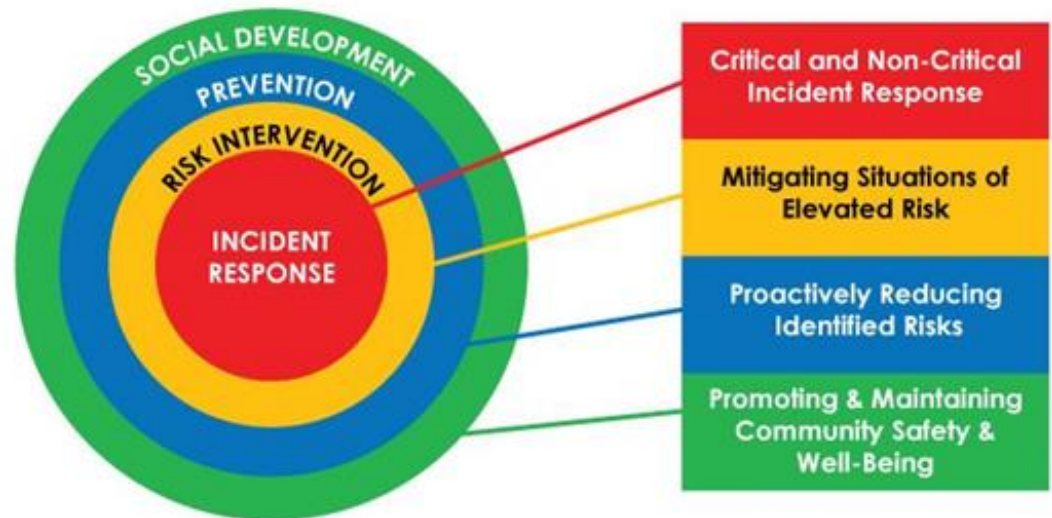 SOCIAL DEVELOPMENT
PREVENTION
RISK INTERVENTION
INCIDENT
RESPONSE
Critical and Non-Critical
Incident Response
Mitigating Situations of
Elevated Risk
Proactively Reducing
Identified Risks
Promoting & Maintaining
Community Safety &
Well-Being